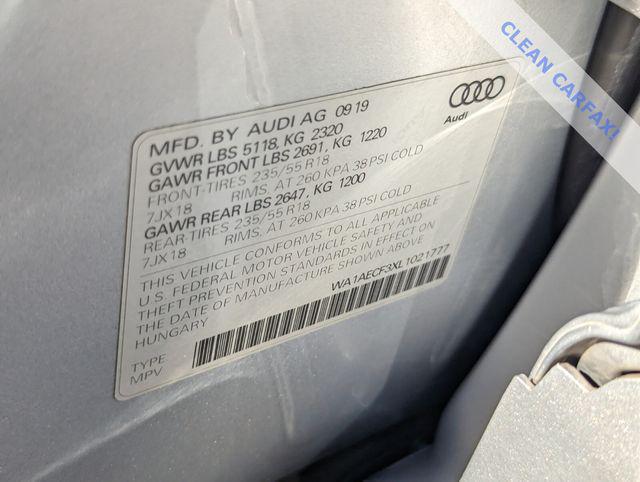 CLEAN CARFAX!
Audi
MFD. BY AUDI AG 09 19
GVWR LBS 5118, KG 2320
GAWR FRONT LBS 2691, KG 1220
FRONT-TIRES 235/55 R18
7JX18 RIMS, AT 260 KPA 38 PSI COLD
GAWR REAR LBS 2647, KG 1200
REAR-TIRES 235/55 R18
7JX18 RIMS, AT 260 KPA 38 PSI COLD
THIS VEHICLE CONFORMS TO ALL APPLICABLE
U.S. FEDERAL MOTOR VEHICLE SAFETY AND
THEFT PREVENTION STANDARDS IN EFFECT ON
THE DATE OF MANUFACTURE SHOWN ABOVE
HUNGARY WA1AECF3XL1021777
TYPE
MPV